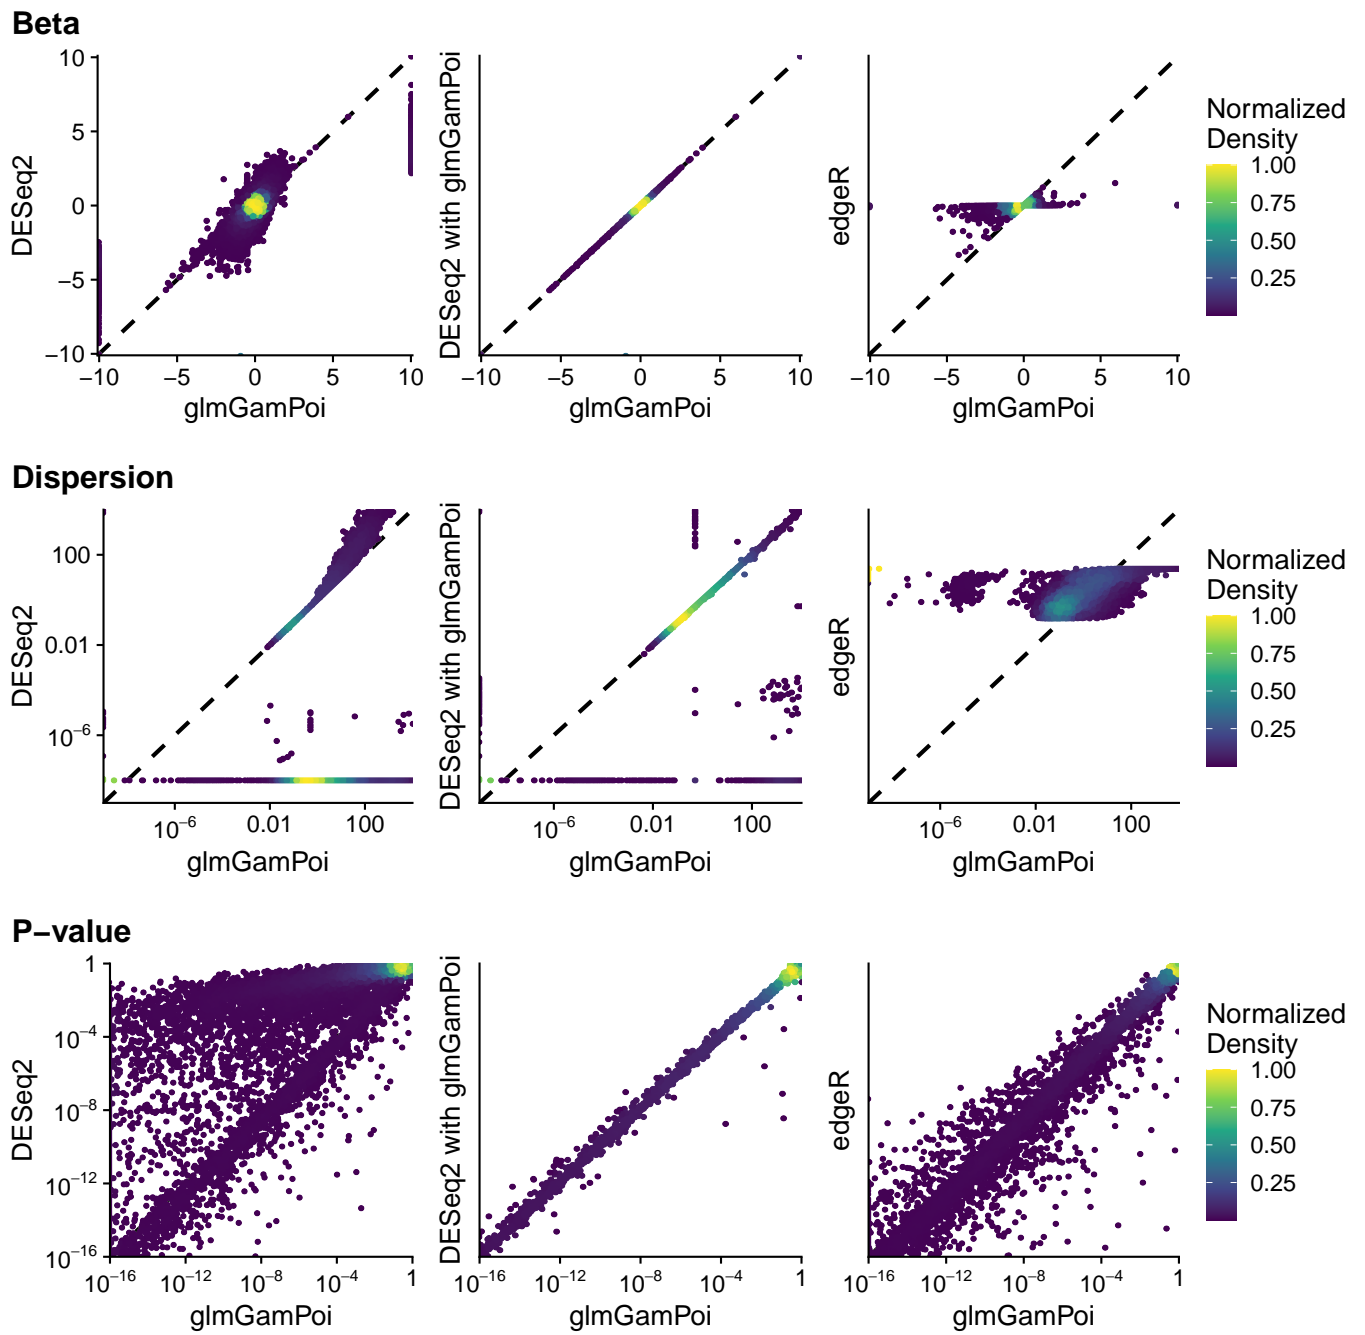 Beta
10
5
0
−5
−10
DESeq2
−10 −5 0 5 10
glmGamPoi
DESeq2 with glmGamPoi
−10 −5 0 5 10
glmGamPoi
edgeR
−10 −5 0 5 10
glmGamPoi
Normalized
Density
1.00
0.75
0.50
0.25
Dispersion
100
0.01
10−6
DESeq2
10−6 0.01 100
glmGamPoi
DESeq2 with glmGamPoi
10−6 0.01 100
glmGamPoi
edgeR
10−6 0.01 100
glmGamPoi
Normalized
Density
1.00
0.75
0.50
0.25
P−value
1
10−4
10−8
10−12
10−16
DESeq2
10−16 10−12 10−8 10−4 1
glmGamPoi
DESeq2 with glmGamPoi
10−16 10−12 10−8 10−4 1
glmGamPoi
edgeR
10−16 10−12 10−8 10−4 1
glmGamPoi
Normalized
Density
1.00
0.75
0.50
0.25